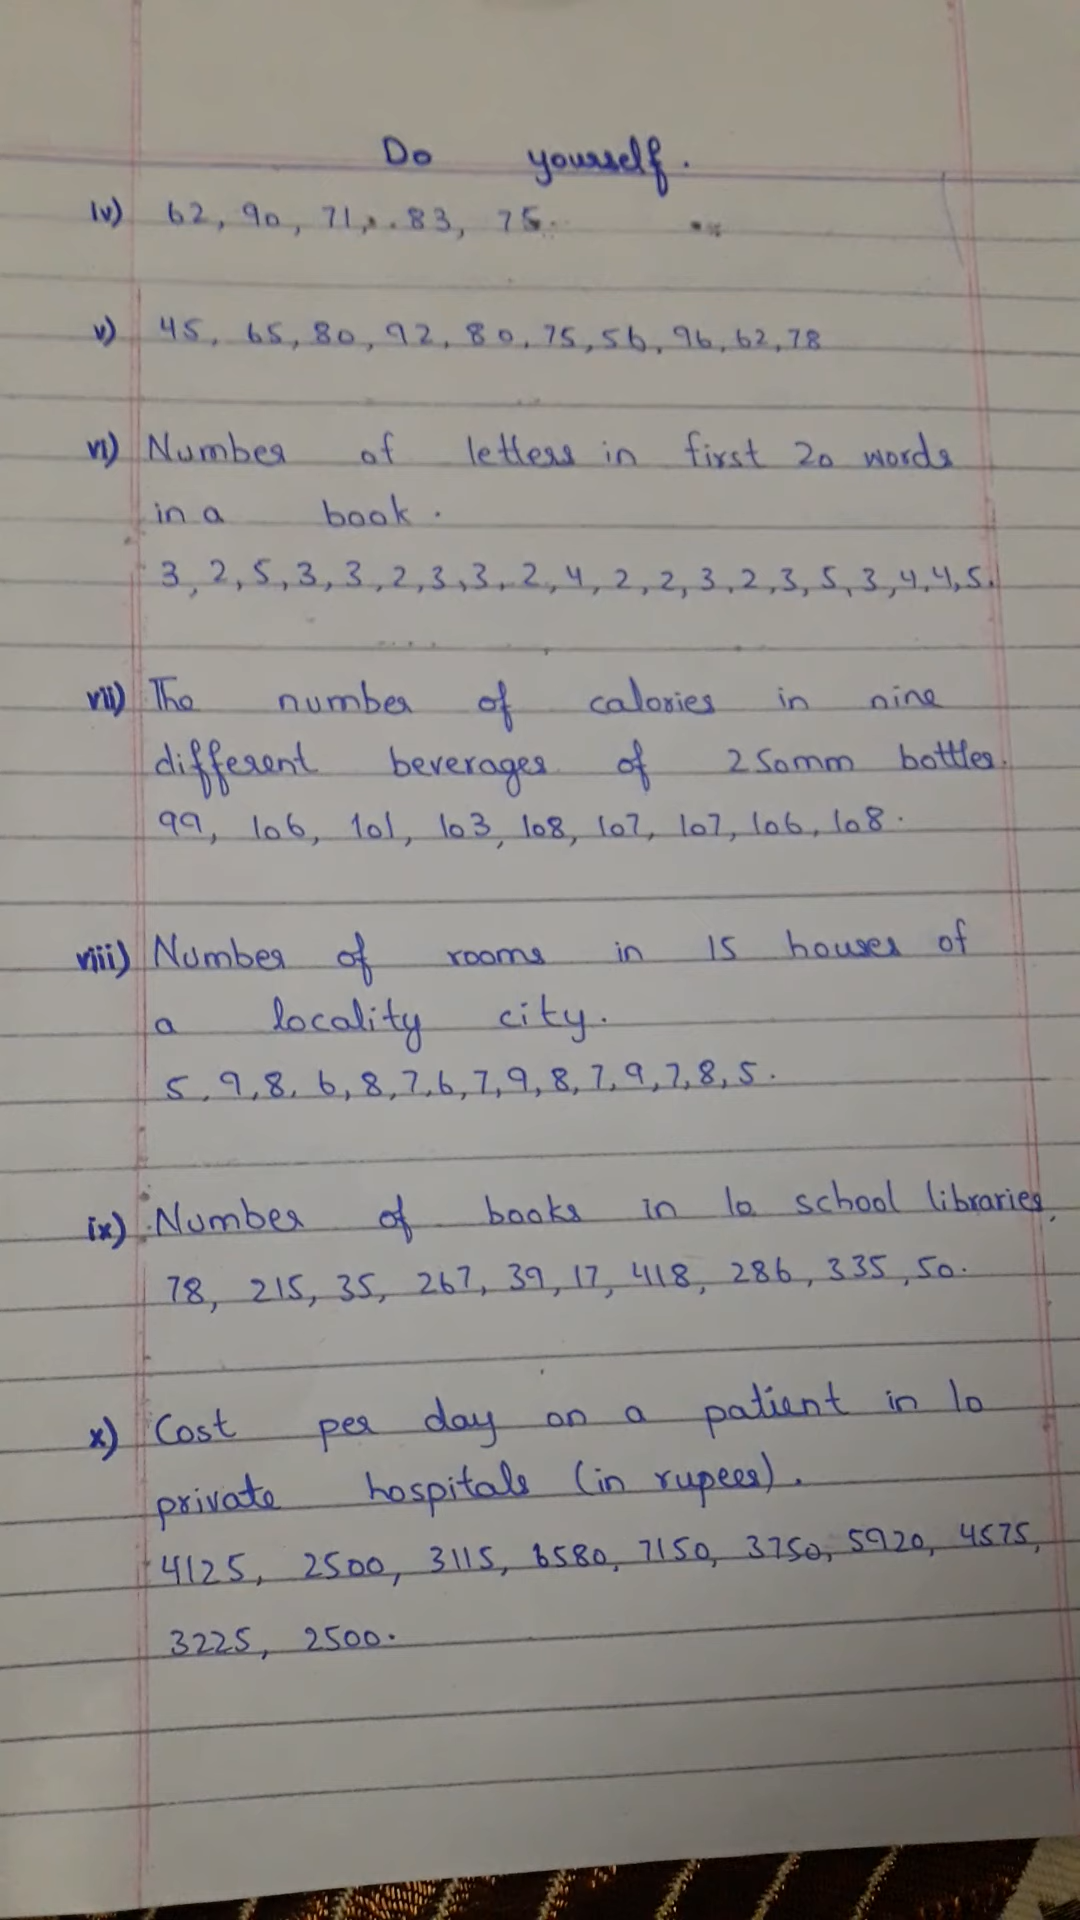 Do yourself.
iv) 62, 90, 71, 83, 75.
v) 45, 65, 80, 92, 80, 75, 56, 96, 62, 78
vi) Number of letters in first 20 words
in a book.
3, 2, 5, 3, 3, 2, 3, 3, 2, 4, 2, 2, 3, 2, 3, 5, 3, 4, 4, 5.
vii) The number of calories in nine
different beverages of 250mm bottles.
99, 106, 101, 103, 108, 107, 107, 106, 108.
viii) Number of rooms in 15 houses of
a locality city.
5, 9, 8, 6, 8, 7, 6, 7, 9, 8, 7, 9, 7, 8, 5.
ix) Number of books in 10 school libraries.
78, 215, 35, 267, 39, 17, 418, 286, 335, 50.
x) Cost per day on a patient in 10
private hospitals (in rupees).
4125, 2500, 3115, 6580, 7150, 3750, 5920, 4575,
3225, 2500.